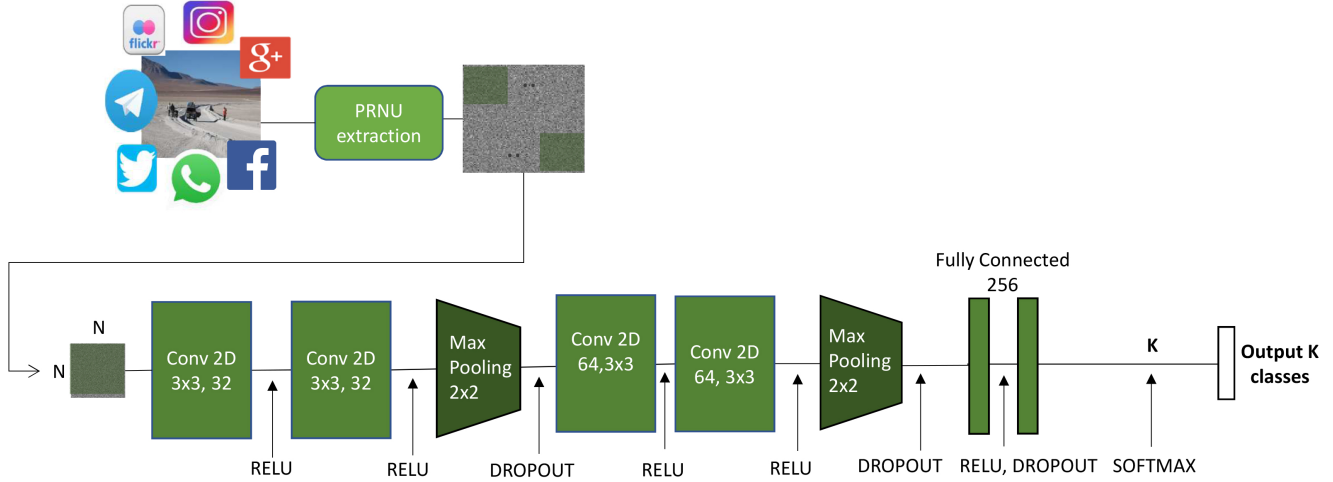 flickr
g+
f
PRNU
extraction
Fully Connected
256
N
N
Conv 2D
3x3, 32
Conv 2D
3x3, 32
Max
Pooling
2x2
Conv 2D
64,3x3
Conv 2D
64, 3x3
Max
Pooling
2x2
K
Output K
classes
RELU
RELU
DROPOUT
RELU
RELU
DROPOUT
RELU, DROPOUT
SOFTMAX